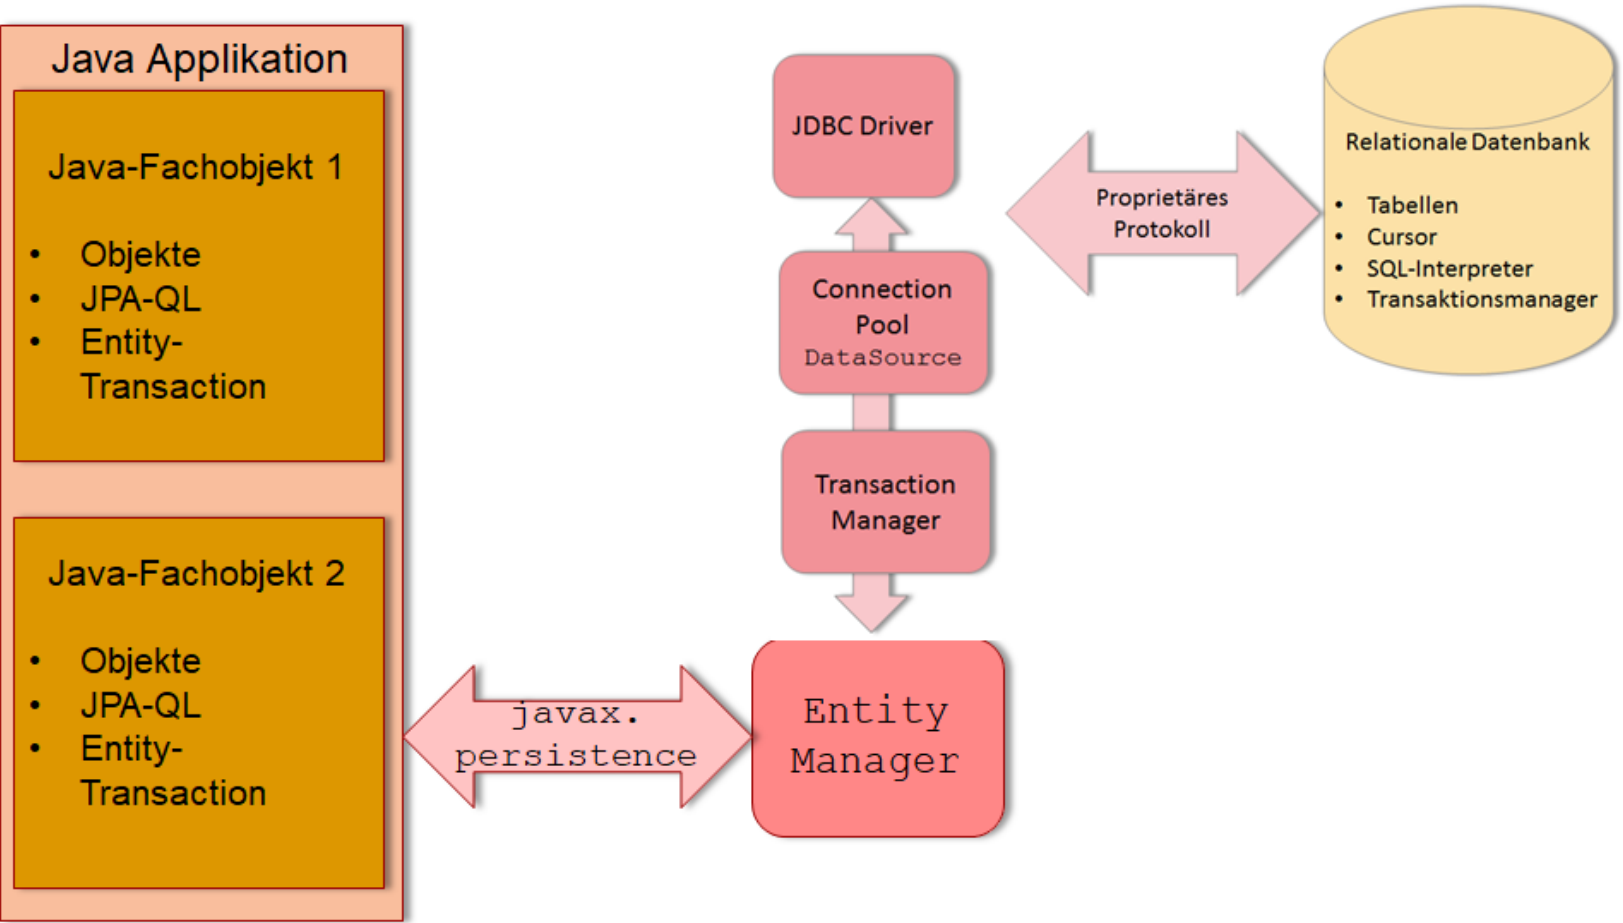 Java Applikation
Java-Fachobjekt 1
• Objekte
• JPA-QL
• Entity-
Transaction
Java-Fachobjekt 2
• Objekte
• JPA-QL
• Entity-
Transaction
javax.
persistence
JDBC Driver
Connection
Pool
DataSource
Transaction
Manager
Entity
Manager
Proprietäres
Protokoll
Relationale Datenbank
• Tabellen
• Cursor
• SQL-Interpreter
• Transaktionsmanager